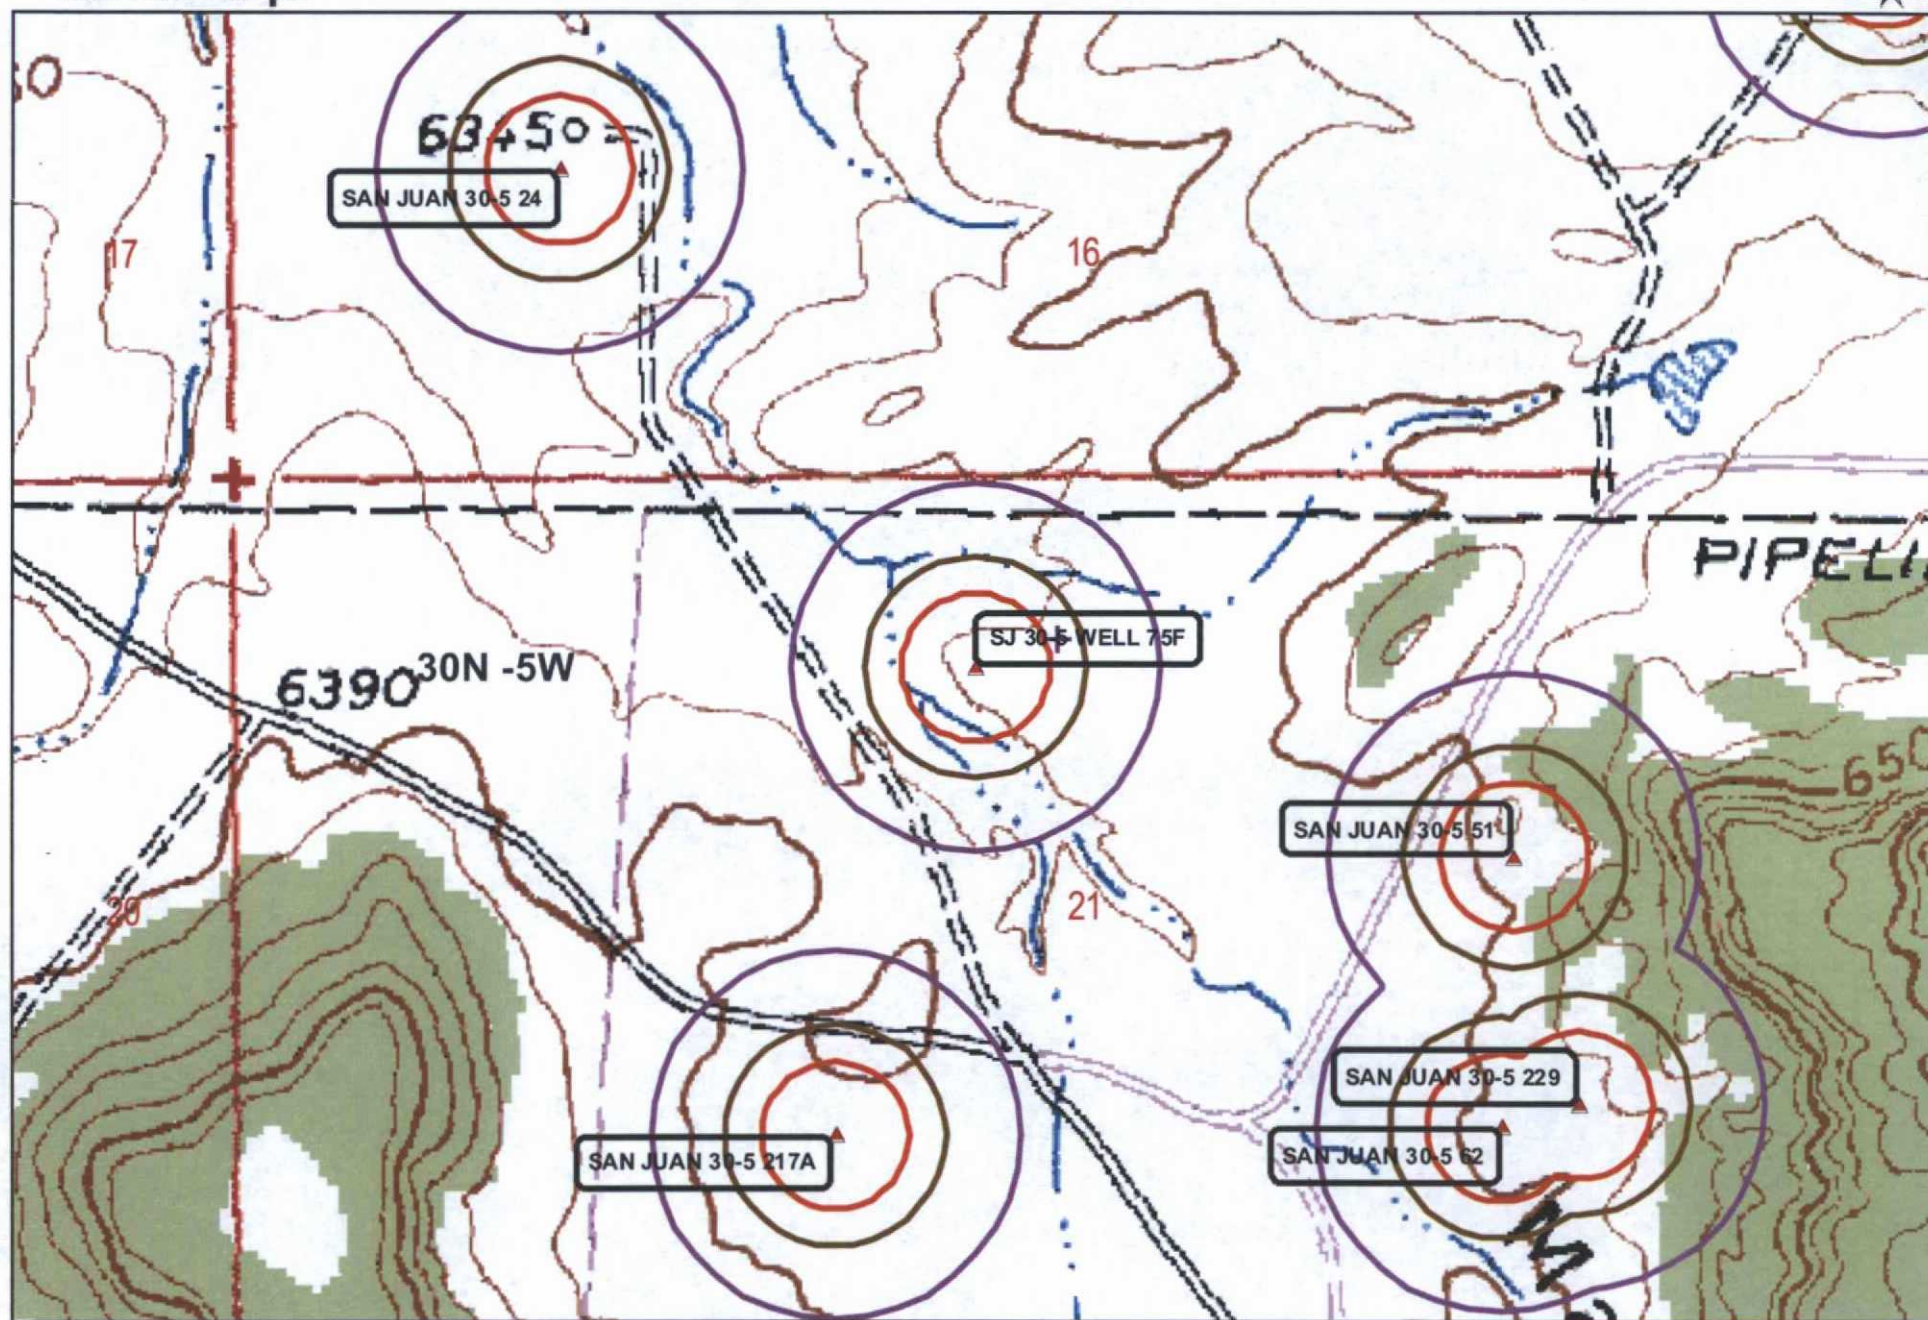 6345
SAN JUAN 30-5 24
17
16
PIPELI
SJ 30-5 WELL 75F
6390
30N -5W
650
SAN JUAN 30-5 51
20
21
SAN JUAN 30-5 229
SAN JUAN 30-5 217A
SAN JUAN 30-5 62
M